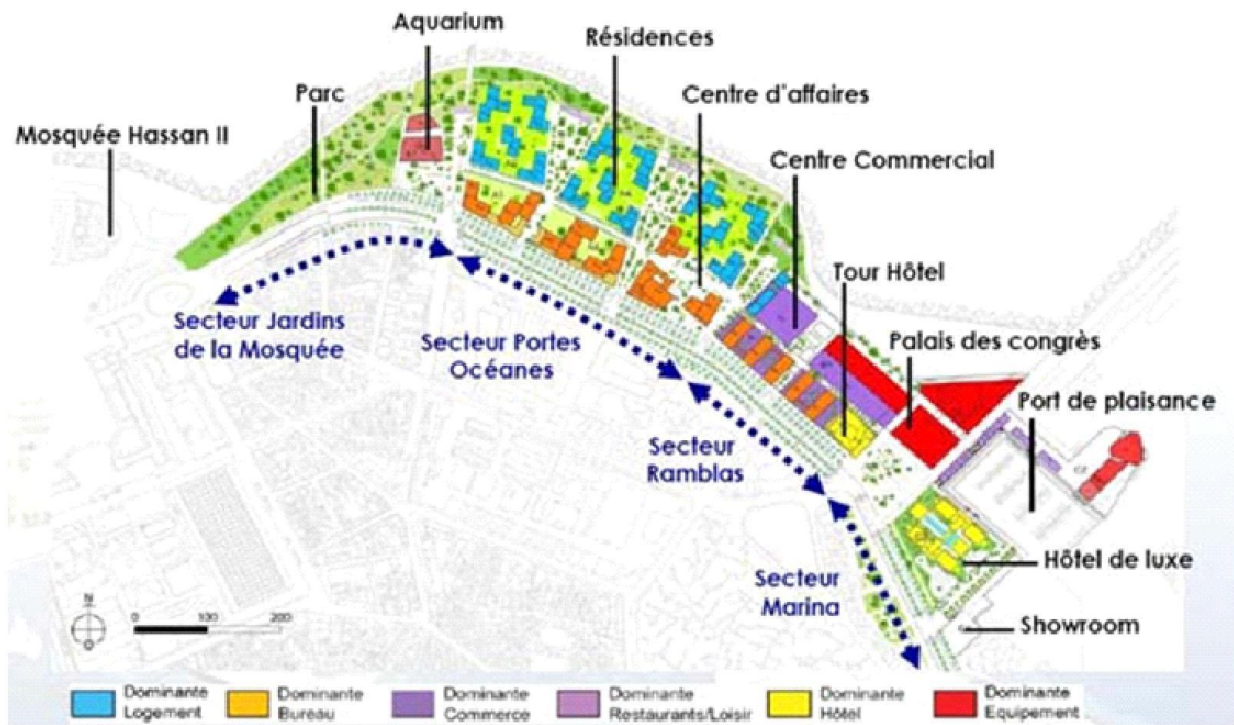 Aquarium
Résidences
Parc
Centre d'affaires
Mosquée Hassan II
Centre Commercial
Tour Hôtel
Secteur Jardins
de la Mosquée
Secteur Portes
Océanes
Palais des congrès
Port de plaisance
Secteur
Ramblas
Hôtel de luxe
Secteur
Marina
Showroom
N
0 100 200
Dominante
Logement
Dominante
Bureau
Dominante
Commerce
Dominante
Restaurants/Loisir
Dominante
Hôtel
Dominante
Equipement